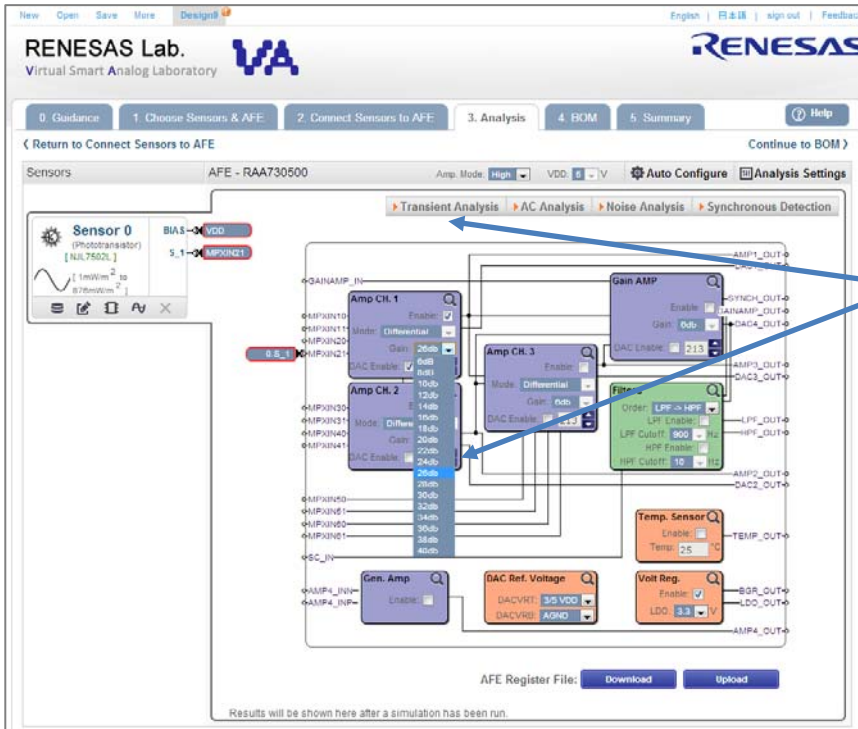 New Open Save More Design8
English | 日本語 | sign out | Feedbac
RENESAS Lab.
Virtual Smart Analog Laboratory
VA
RENESAS
0. Guidance
1. Choose Sensors & AFE
2. Connect Sensors to AFE
3. Analysis
4. BOM
5. Summary
? Help
Return to Connect Sensors to AFE
Continue to BOM
Sensors
AFE - RAA730500
Amp. Mode: High
VDD: 5 V
Auto Configure
Analysis Settings
Transient Analysis
AC Analysis
Noise Analysis
Synchronous Detection
Sensor 0
(Phototransistor)
[ NJL7502L ]
[ 1mW/m2 to
876mW/m2 ]
BIAS
VDD
S_1
MPXIN21
GAINAMP_IN
MPXIN10
MPXIN11
MPXIN20
0.S_1
MPXIN21
MPXIN30
MPXIN31
MPXIN40
MPXIN41
MPXIN50
MPXIN51
MPXIN60
MPXIN61
SC_IN
AMP4_INN
AMP4_INP
Amp CH. 1
Enable:
Mode: Differential
Gain: 26db
DAC Enable:
Amp CH. 2
Mode:
Gain:
DAC Enable:
6dB
8dB
10db
12db
14db
16db
18db
20db
22db
24db
26db
28db
30db
32db
34db
36db
38db
40db
Amp CH. 3
Enable:
Mode: Differential
Gain: 6db
DAC Enable: 213
Gain AMP
Enable:
Gain: 0db
DAC Enable: 213
Filters
Order: LPF -> HPF
LPF Enable:
LPF Cutoff: 900 Hz
HPF Enable:
HPF Cutoff: 10 Hz
Temp. Sensor
Enable:
Temp: 25 °C
Gen. Amp
Enable:
DAC Ref. Voltage
DACVRT: 3/5 VDD
DACVRB: AGND
Volt Reg.
Enable:
LDO: 3.3 V
AMP1_OUT
DAC1_OUT
SYNCH_OUT
GAINAMP_OUT
DAC4_OUT
AMP3_OUT
DAC3_OUT
LPF_OUT
HPF_OUT
AMP2_OUT
DAC2_OUT
TEMP_OUT
BGR_OUT
LDO_OUT
AMP4_OUT
AFE Register File:
Download
Upload
Results will be shown here after a simulation has been run.